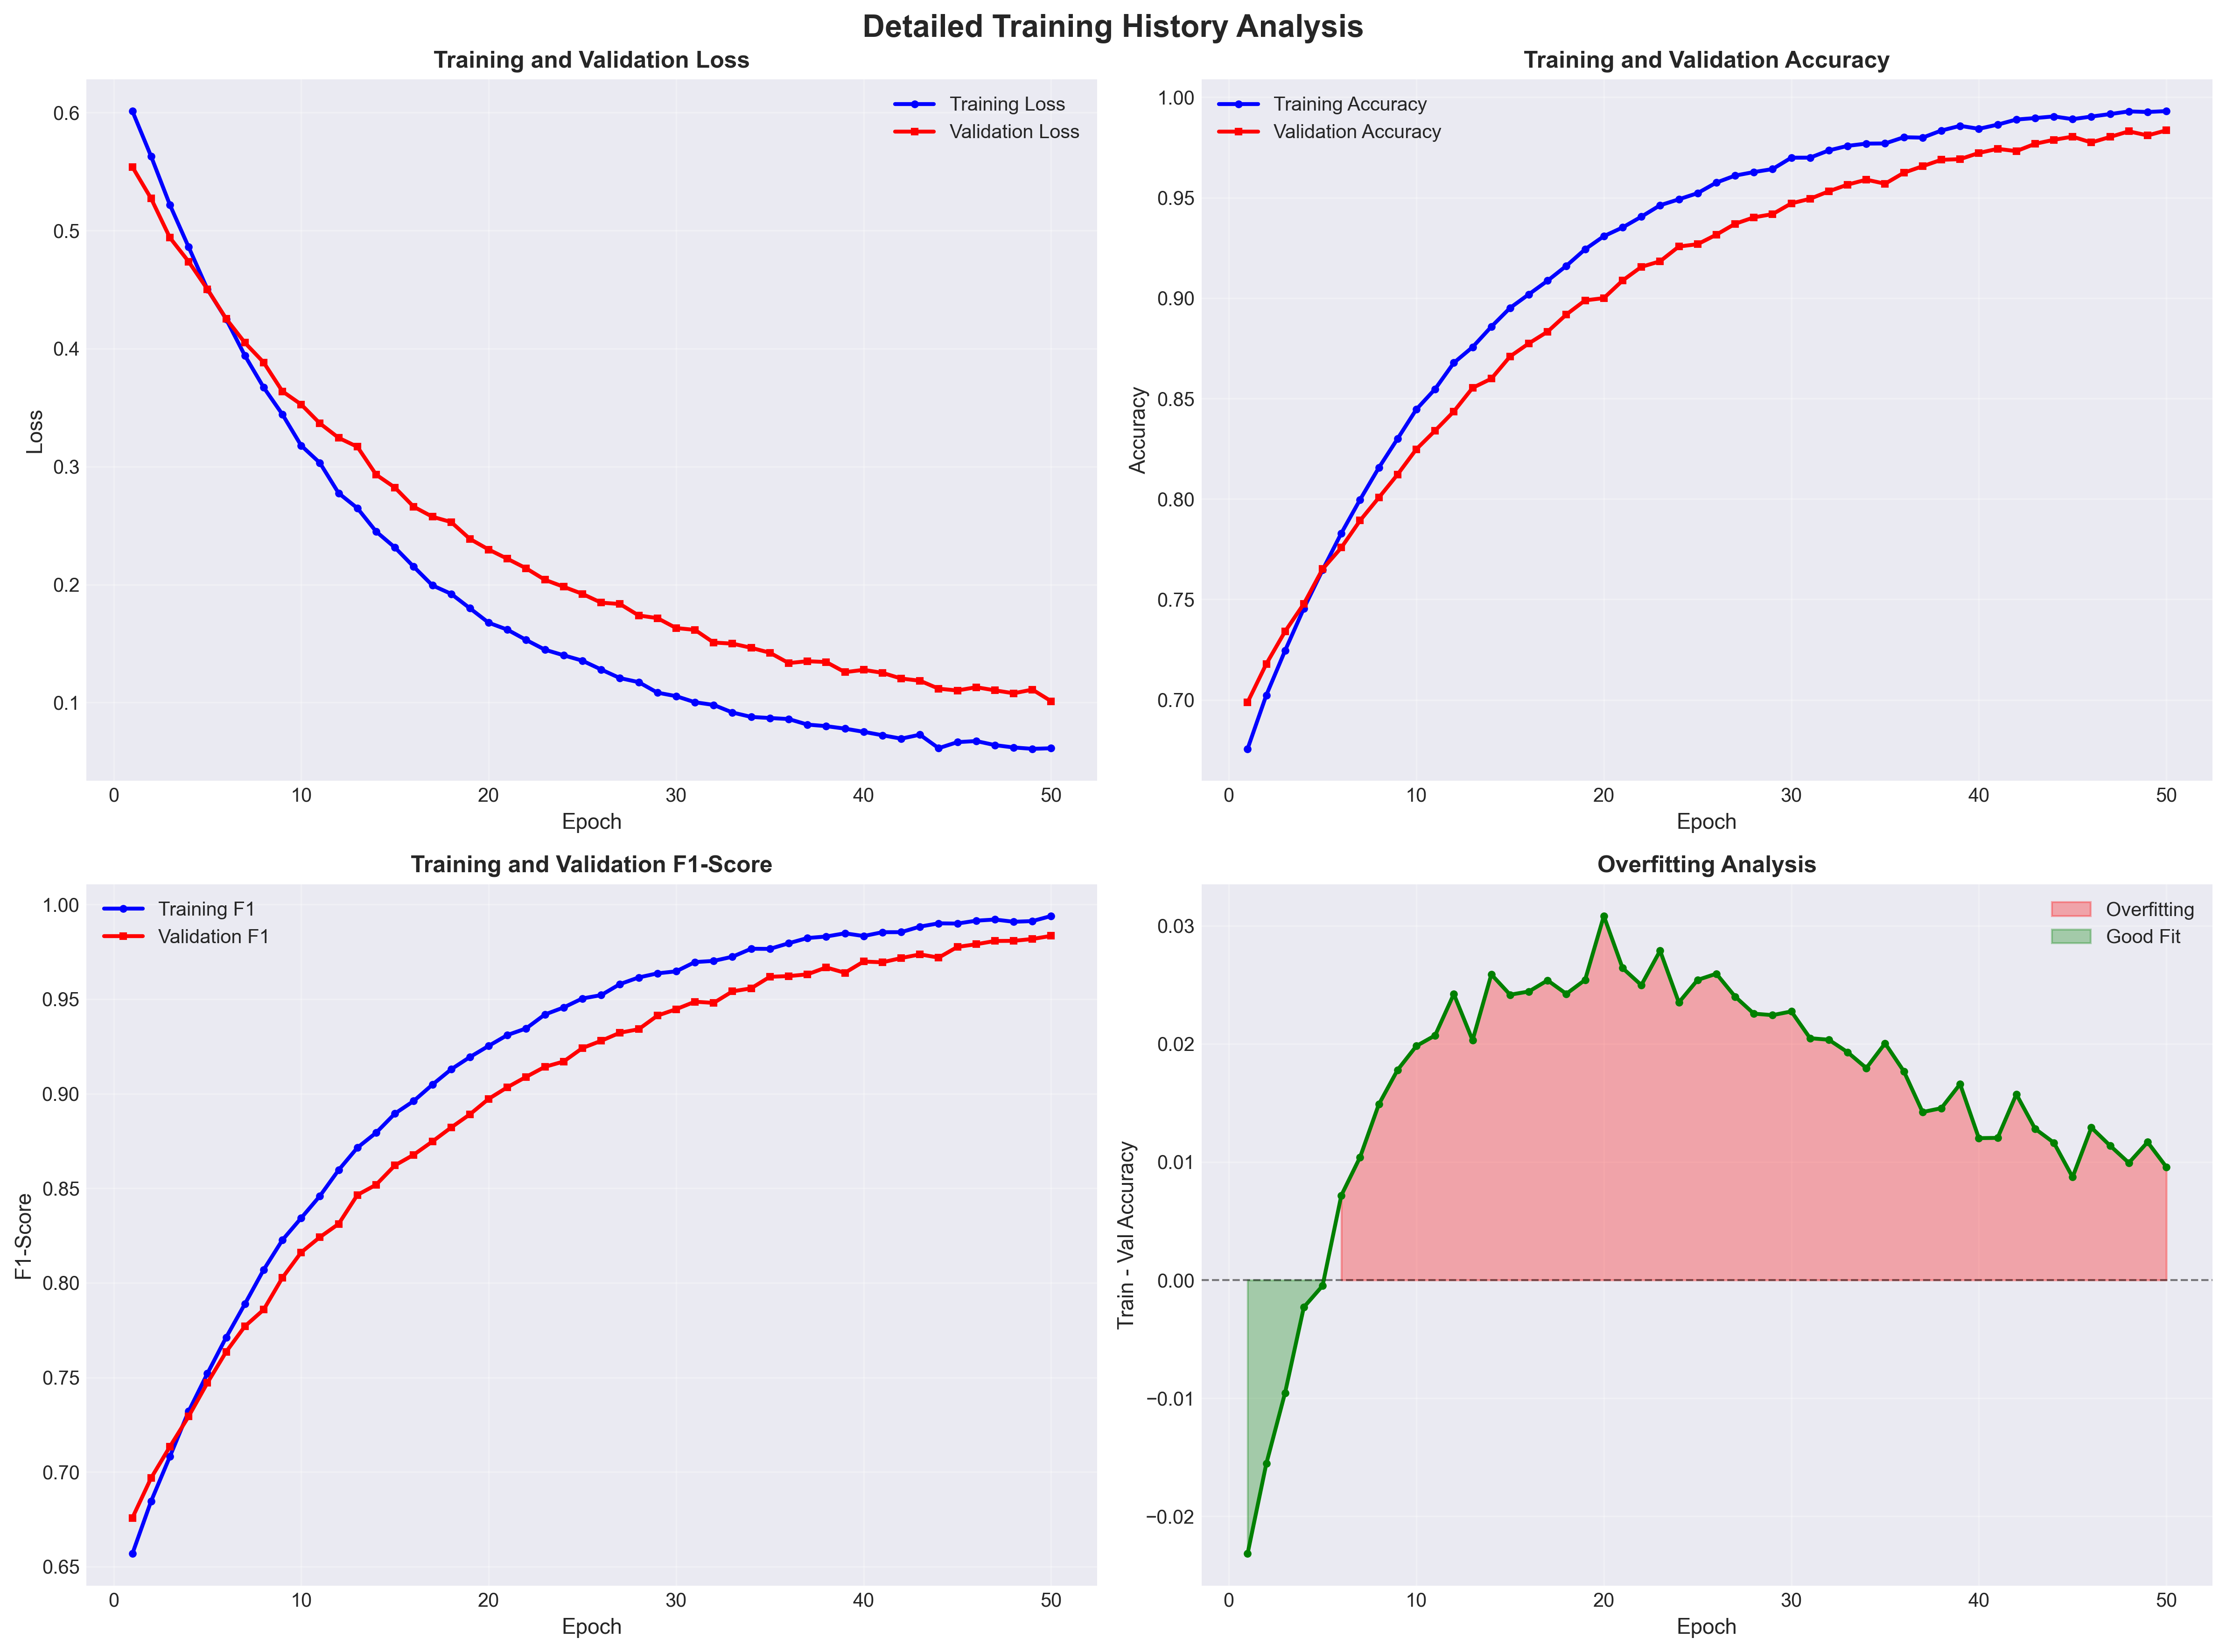 Detailed Training History Analysis
Training and Validation Loss
Training Loss
Validation Loss
0.6
0.5
0.4
0.3
0.2
0.1
Loss
0 10 20 30 40 50
Epoch
Training and Validation Accuracy
Training Accuracy
Validation Accuracy
1.00
0.95
0.90
0.85
0.80
0.75
0.70
Accuracy
0 10 20 30 40 50
Epoch
Training and Validation F1-Score
Training F1
Validation F1
1.00
0.95
0.90
0.85
0.80
0.75
0.70
0.65
F1-Score
0 10 20 30 40 50
Epoch
Overfitting Analysis
Overfitting
Good Fit
0.03
0.02
0.01
0.00
−0.01
−0.02
Train - Val Accuracy
0 10 20 30 40 50
Epoch